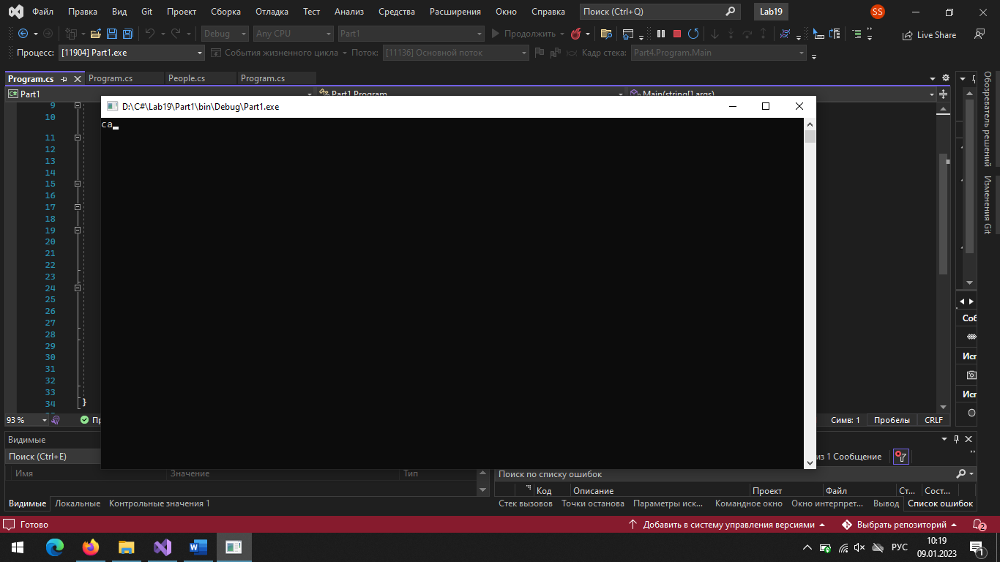 Файл Правка Вид Git Проект Сборка Отладка Тест Анализ Средства Расширения Окно Справка Поиск (Ctrl+Q) Lab19 SS
Debug Any CPU Part1 Продолжить Live Share
Процесс: [11904] Part1.exe События жизненного цикла Поток: [11136] Основной поток Кадр стека: Part4.Program.Main
Program.cs Program.cs People.cs Program.cs
C# Part1 Part1.Program Main(string[] args)
D:\C#\Lab19\Part1\bin\Debug\Part1.exe
ca
9
10
11
12
13
14
15
16
17
18
19
20
21
22
23
24
25
26
27
28
29
30
31
32
33
34 }
Обозреватель решений
Изменения Git
Соб
Исг
Исг
93 % Симв: 1 Пробелы CRLF
Видимые
Поиск (Ctrl+E) из 1 Сообщение
Имя Значение Тип Поиск по списку ошибок
Код Описание Проект Файл Ст... Сост...
Видимые Локальные Контрольные значения 1 Стек вызовов Точки останова Параметры иск... Командное окно Окно интерпрет... Вывод Список ошибок
Готово Добавить в систему управления версиями Выбрать репозиторий 2
РУС 10:19
09.01.2023 1